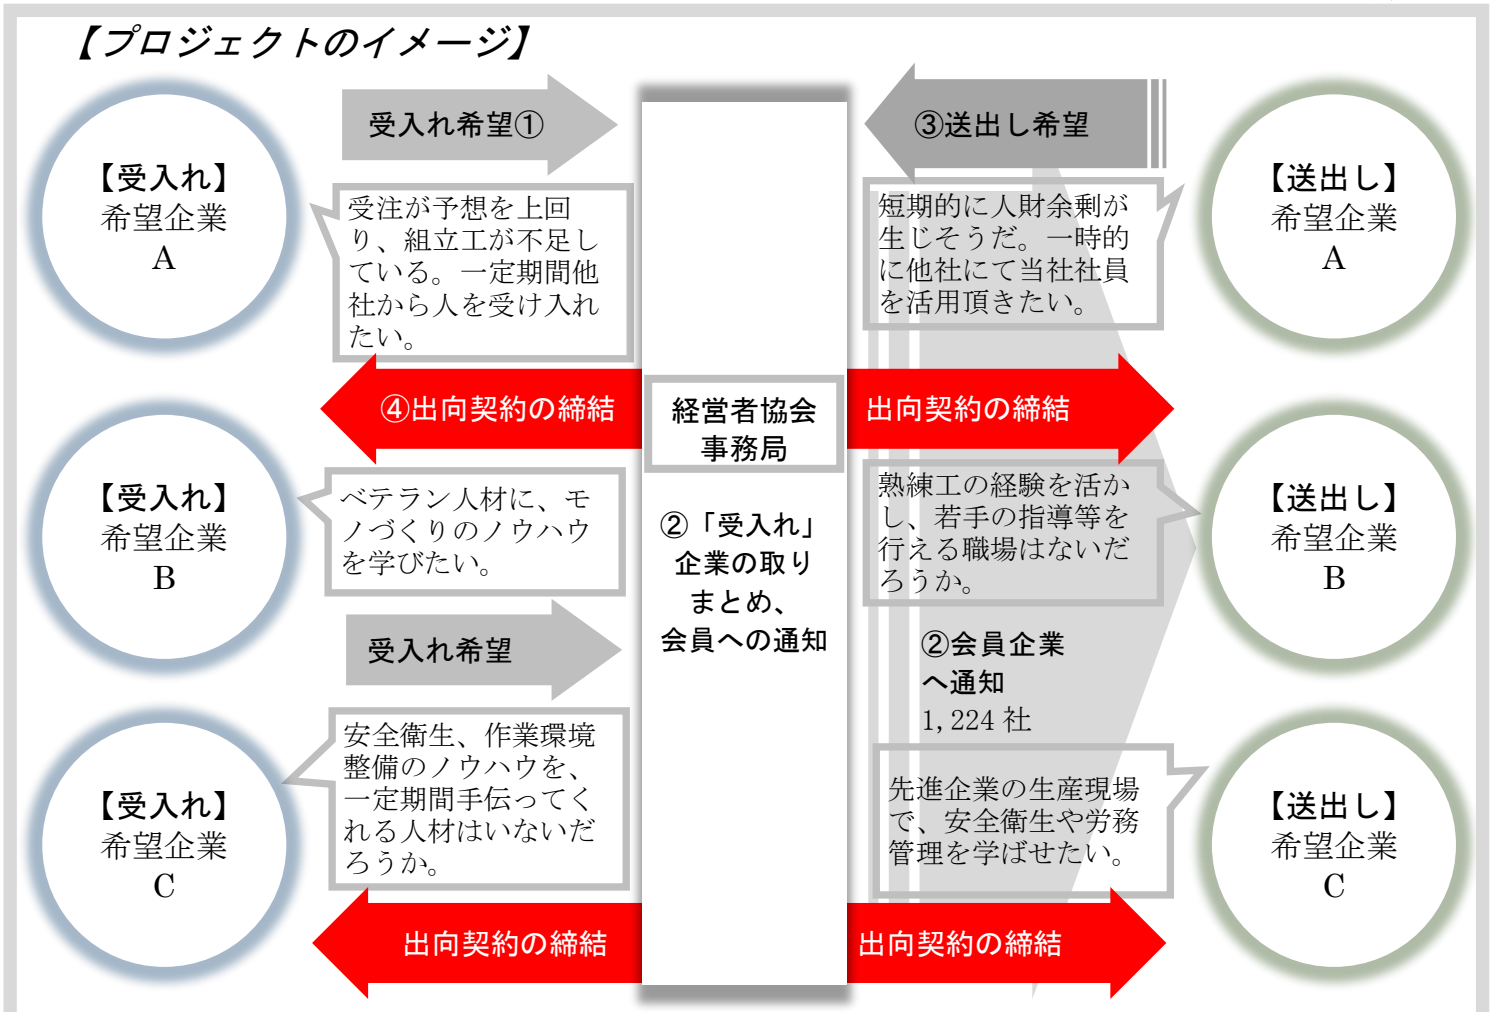 【プロジェクトのイメージ】
受入れ希望①
③送出し希望
【受入れ】
希望企業
A
受注が予想を上回
り、組立工が不足し
ている。一定期間他
社から人を受け入れ
たい。
短期的に人財余剰が
生じそうだ。一時的
に他社にて当社社員
を活用頂きたい。
【送出し】
希望企業
A
④出向契約の締結
経営者協会
事務局
出向契約の締結
【受入れ】
希望企業
B
ベテラン人材に、モ
ノづくりのノウハウ
を学びたい。
②「受入れ」
企業の取り
まとめ、
会員への通知
熟練工の経験を活か
し、若手の指導等を
行える職場はないだ
ろうか。
【送出し】
希望企業
B
受入れ希望
②会員企業
へ通知
1,224 社
【受入れ】
希望企業
C
安全衛生、作業環境
整備のノウハウを、
一定期間手伝ってく
れる人材はいないだ
ろうか。
先進企業の生産現場
で、安全衛生や労務
管理を学ばせたい。
【送出し】
希望企業
C
出向契約の締結
出向契約の締結